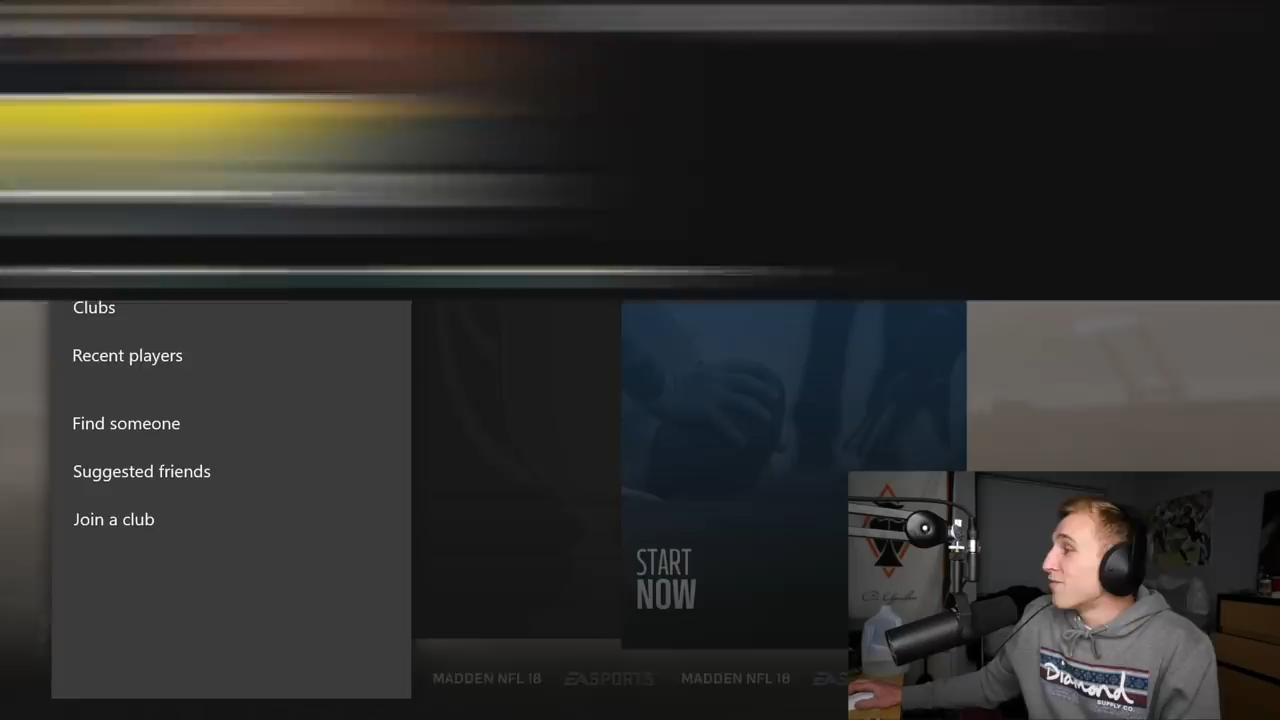 Clubs
Recent players
Find someone
Suggested friends
Join a club
START
NOW
MADDEN NFL 18 EA SPORTS MADDEN NFL 18 EA S
Diamond
SUPPLY CO.